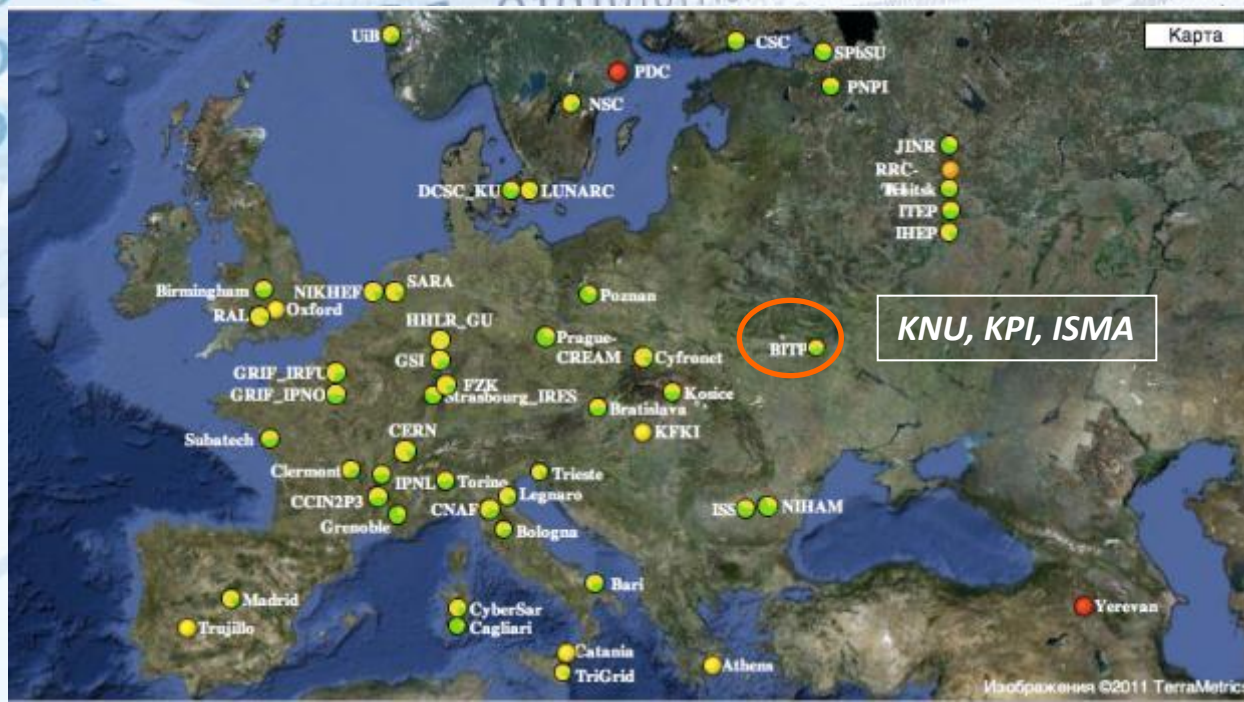 UiB
CSC
SPbSU
Карта
PDC
PNPI
NSC
JINR
RRC-
DCSC_KU
LUNARC
ITEP
IHEP
Birmingham
NIKHEF
SARA
Poznan
RAL
Oxford
HHLR_GU
KNU, KPI, ISMA
Prague-
CREAM
BITP
GSI
Cyfronet
GRIF_IRFU
FZK
GRIF_IPNO
Strasbourg_IRES
Kosice
Bratislava
CERN
KFKI
Subatech
Clermont
IPNL
Torino
Trieste
CCIN2P3
Legnaro
Grenoble
CNAF
ISS
NIHAM
Bologna
Bari
Madrid
CyberSar
Yerevan
Trujillo
Cagliari
Catania
Athens
TriGrid
Изображения ©2011 TerraMetrics